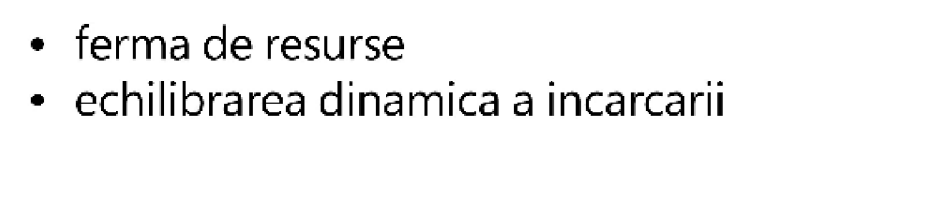 • ferma de resurse
• echilibrarea dinamica a incarcarii